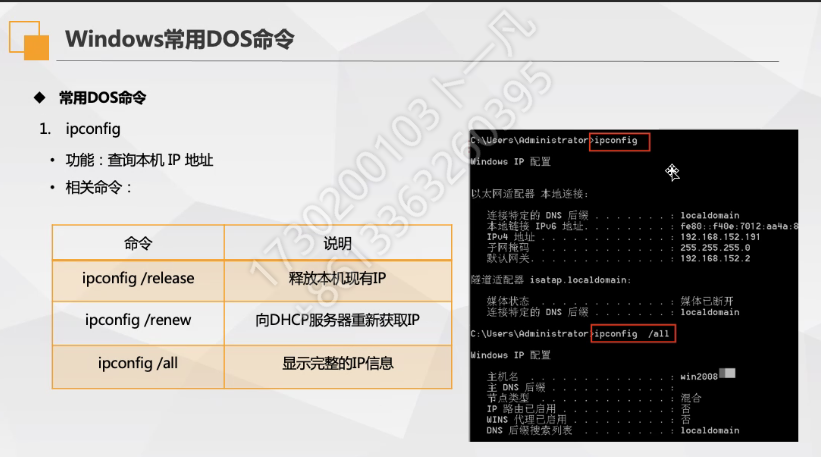 Windows常用DOS命令
◆ 常用DOS命令
1. ipconfig
• 功能：查询本机 IP 地址
• 相关命令：
命令 说明
ipconfig /release 释放本机现有IP
ipconfig /renew 向DHCP服务器重新获取IP
ipconfig /all 显示完整的IP信息
C:\Users\Administrator>ipconfig
Windows IP 配置
以太网适配器 本地连接:
连接特定的 DNS 后缀 . . . . . . . : localdomain
本地链接 IPv6 地址. . . . . . . . : fe80::f40e:7012:aa4a:8
IPv4 地址 . . . . . . . . . . . . : 192.168.152.191
子网掩码 . . . . . . . . . . . . : 255.255.255.0
默认网关. . . . . . . . . . . . . : 192.168.152.2
隧道适配器 isatap.localdomain:
媒体状态 . . . . . . . . . . . . : 媒体已断开
连接特定的 DNS 后缀 . . . . . . . : localdomain
C:\Users\Administrator>ipconfig /all
Windows IP 配置
主机名 . . . . . . . . . . . . . : win2008
主 DNS 后缀 . . . . . . . . . . . :
节点类型 . . . . . . . . . . . . : 混合
IP 路由已启用 . . . . . . . . . . : 否
WINS 代理已启用 . . . . . . . . . : 否
DNS 后缀搜索列表 . . . . . . . . : localdomain
1730200103卜一凡
+8613363260395